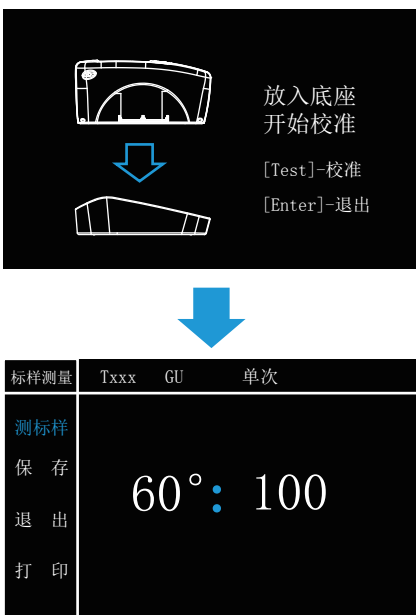 放入底座
开始校准
[Test]-校准
[Enter]-退出
标样测量 Txxx GU 单次
测标样
保 存
退 出
打 印
60°: 100